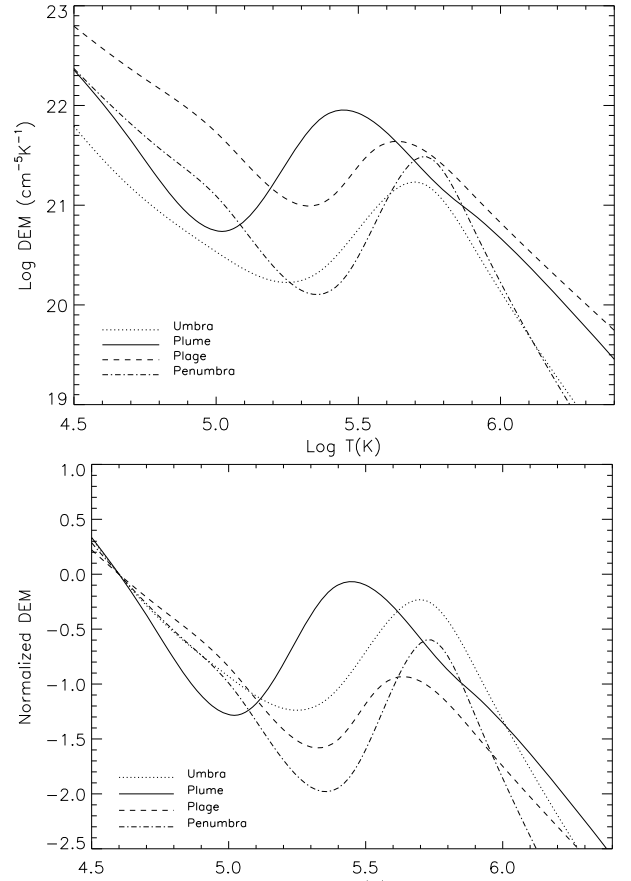 23
22
21
20
19
Log DEM (cm⁻⁵K⁻¹)
Umbra
Plume
Plage
Penumbra
4.5 5.0 5.5 6.0
Log T(K)
1.0
0.5
0.0
−0.5
−1.0
−1.5
−2.0
−2.5
Normalized DEM
Umbra
Plume
Plage
Penumbra
4.5 5.0 5.5 6.0